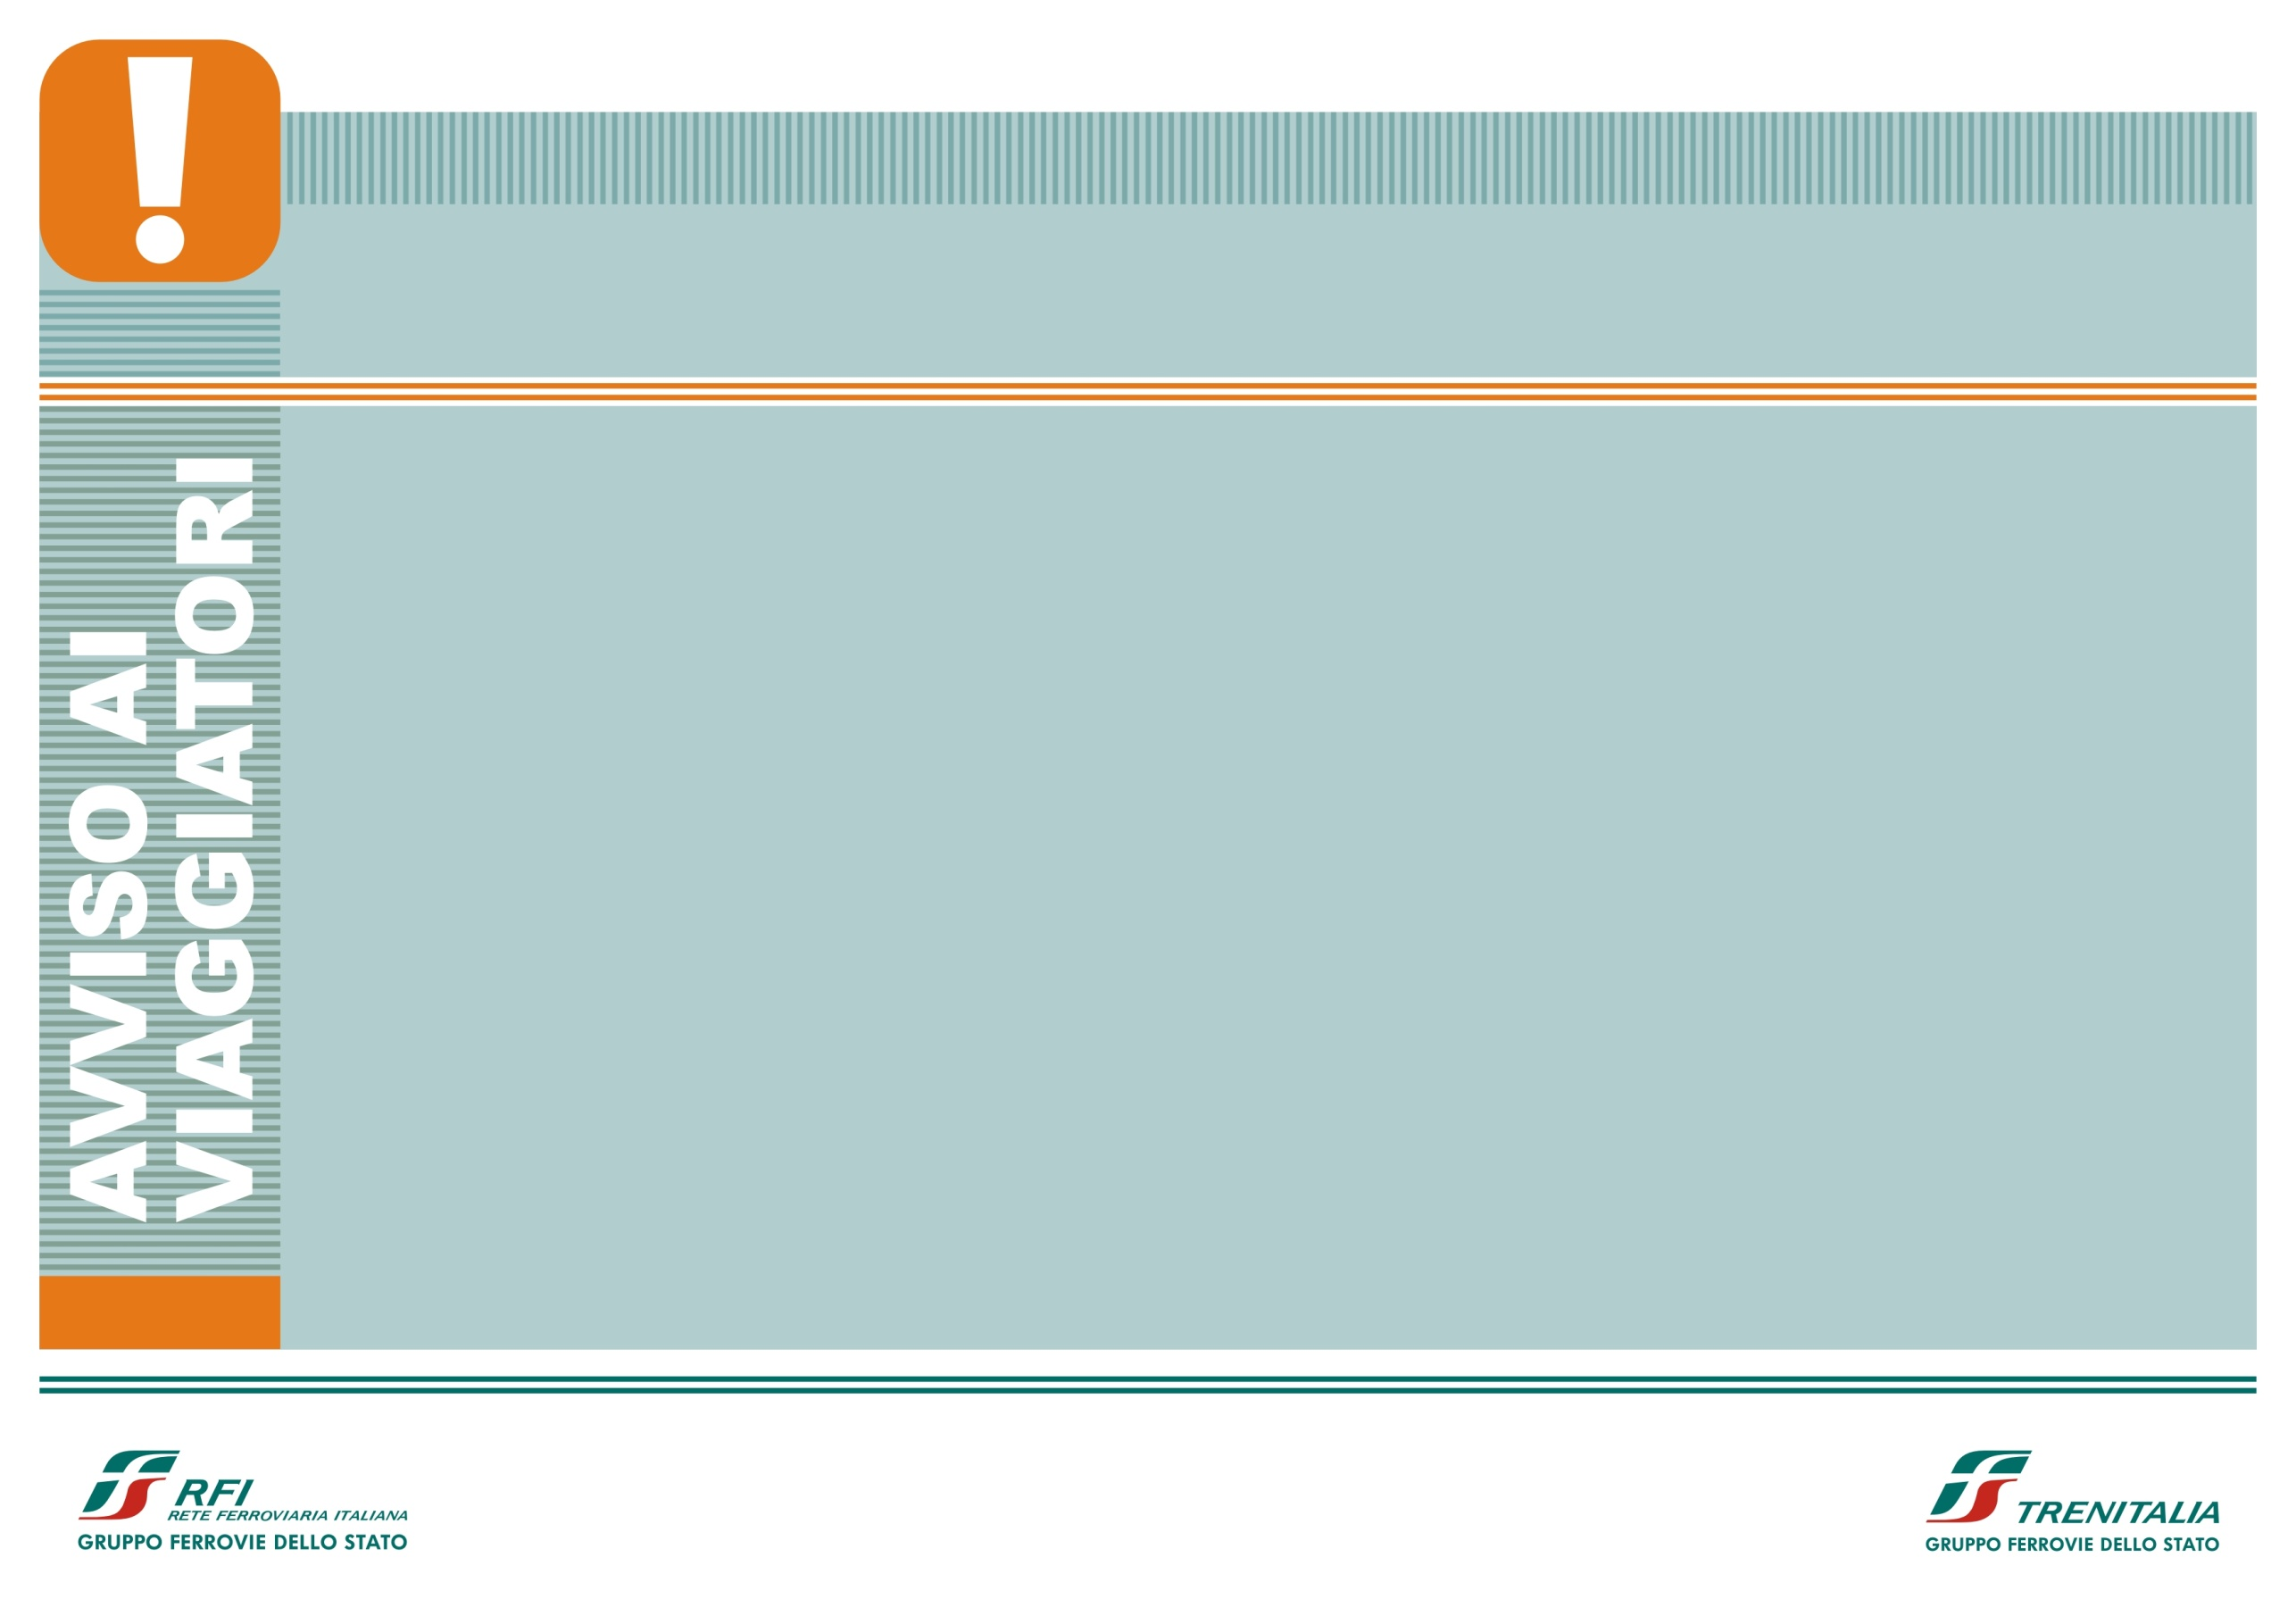 !
AVVISO AI
VIAGGIATORI
RFI
RETE FERROVIARIA ITALIANA
GRUPPO FERROVIE DELLO STATO
TRENITALIA
GRUPPO FERROVIE DELLO STATO